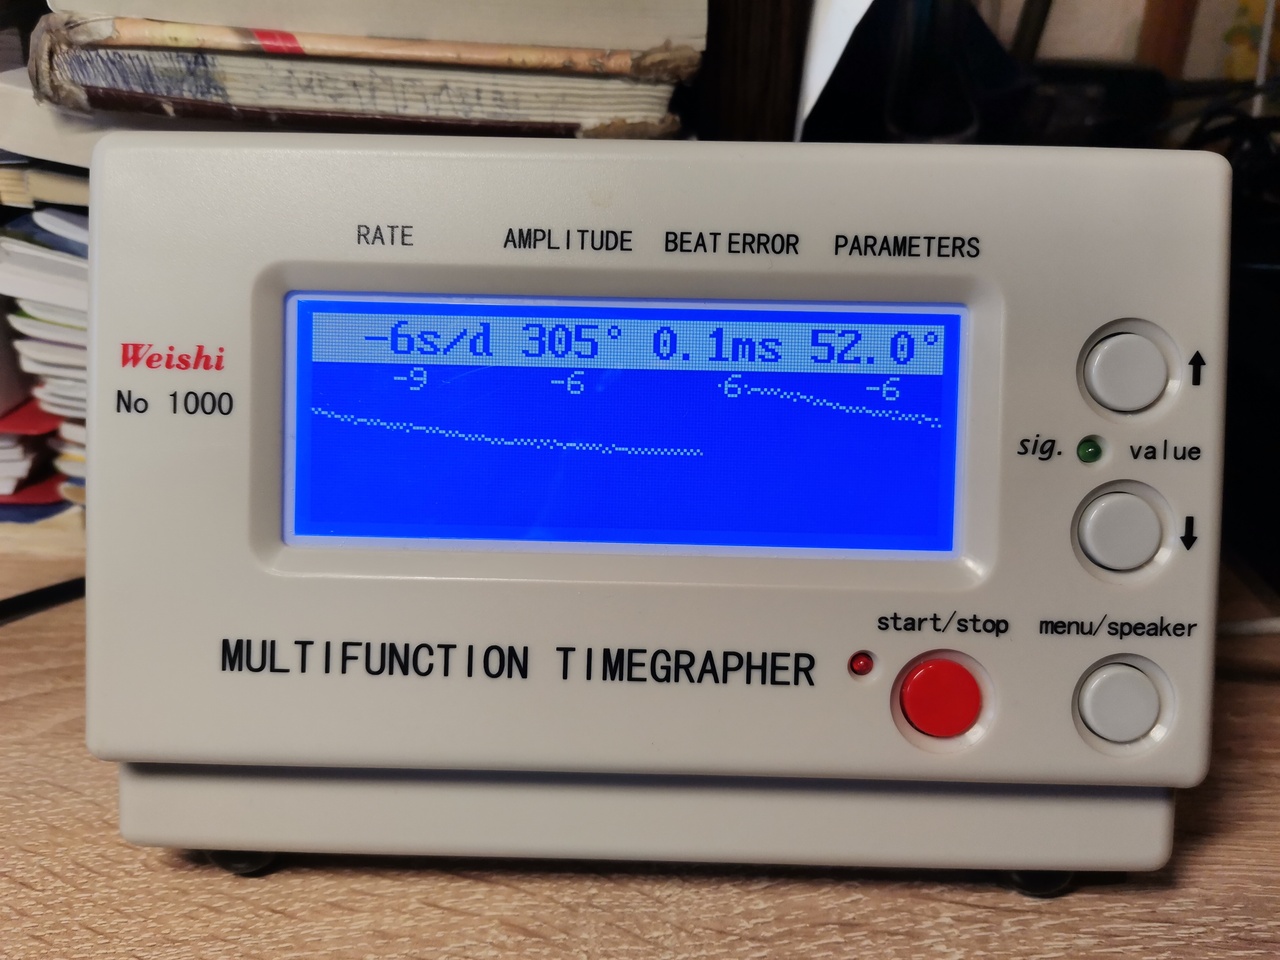 RATE AMPLITUDE BEAT ERROR PARAMETERS
-6s/d 305° 0.1ms 52.0°
-9 -6 -6 -6
Weishi
No 1000
sig. value
start/stop menu/speaker
MULTIFUNCTION TIMEGRAPHER